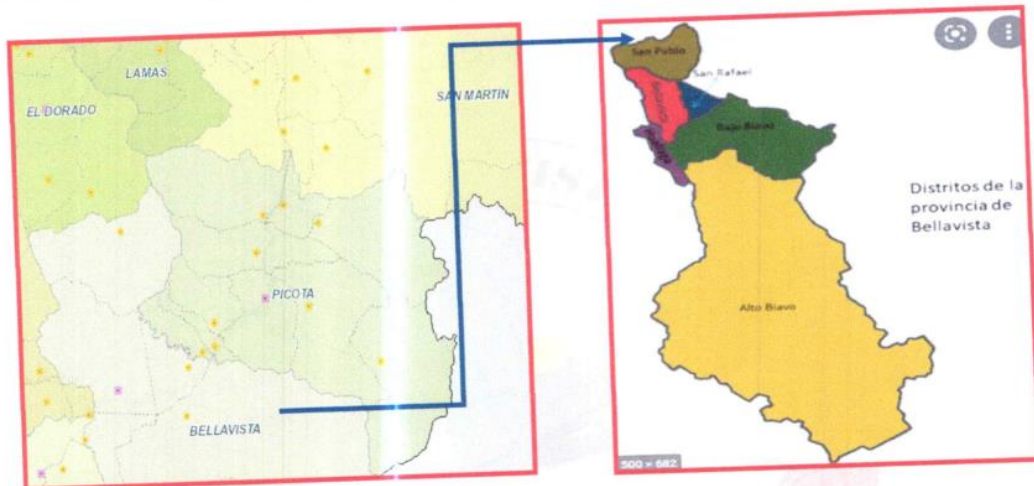 LAMAS
EL DORADO
SAN MARTÍN
PICOTA
BELLAVISTA
San Pablo
San Rafael
Bajo Biavo
Alto Biavo
Distritos de la
provincia de
Bellavista
500 × 682